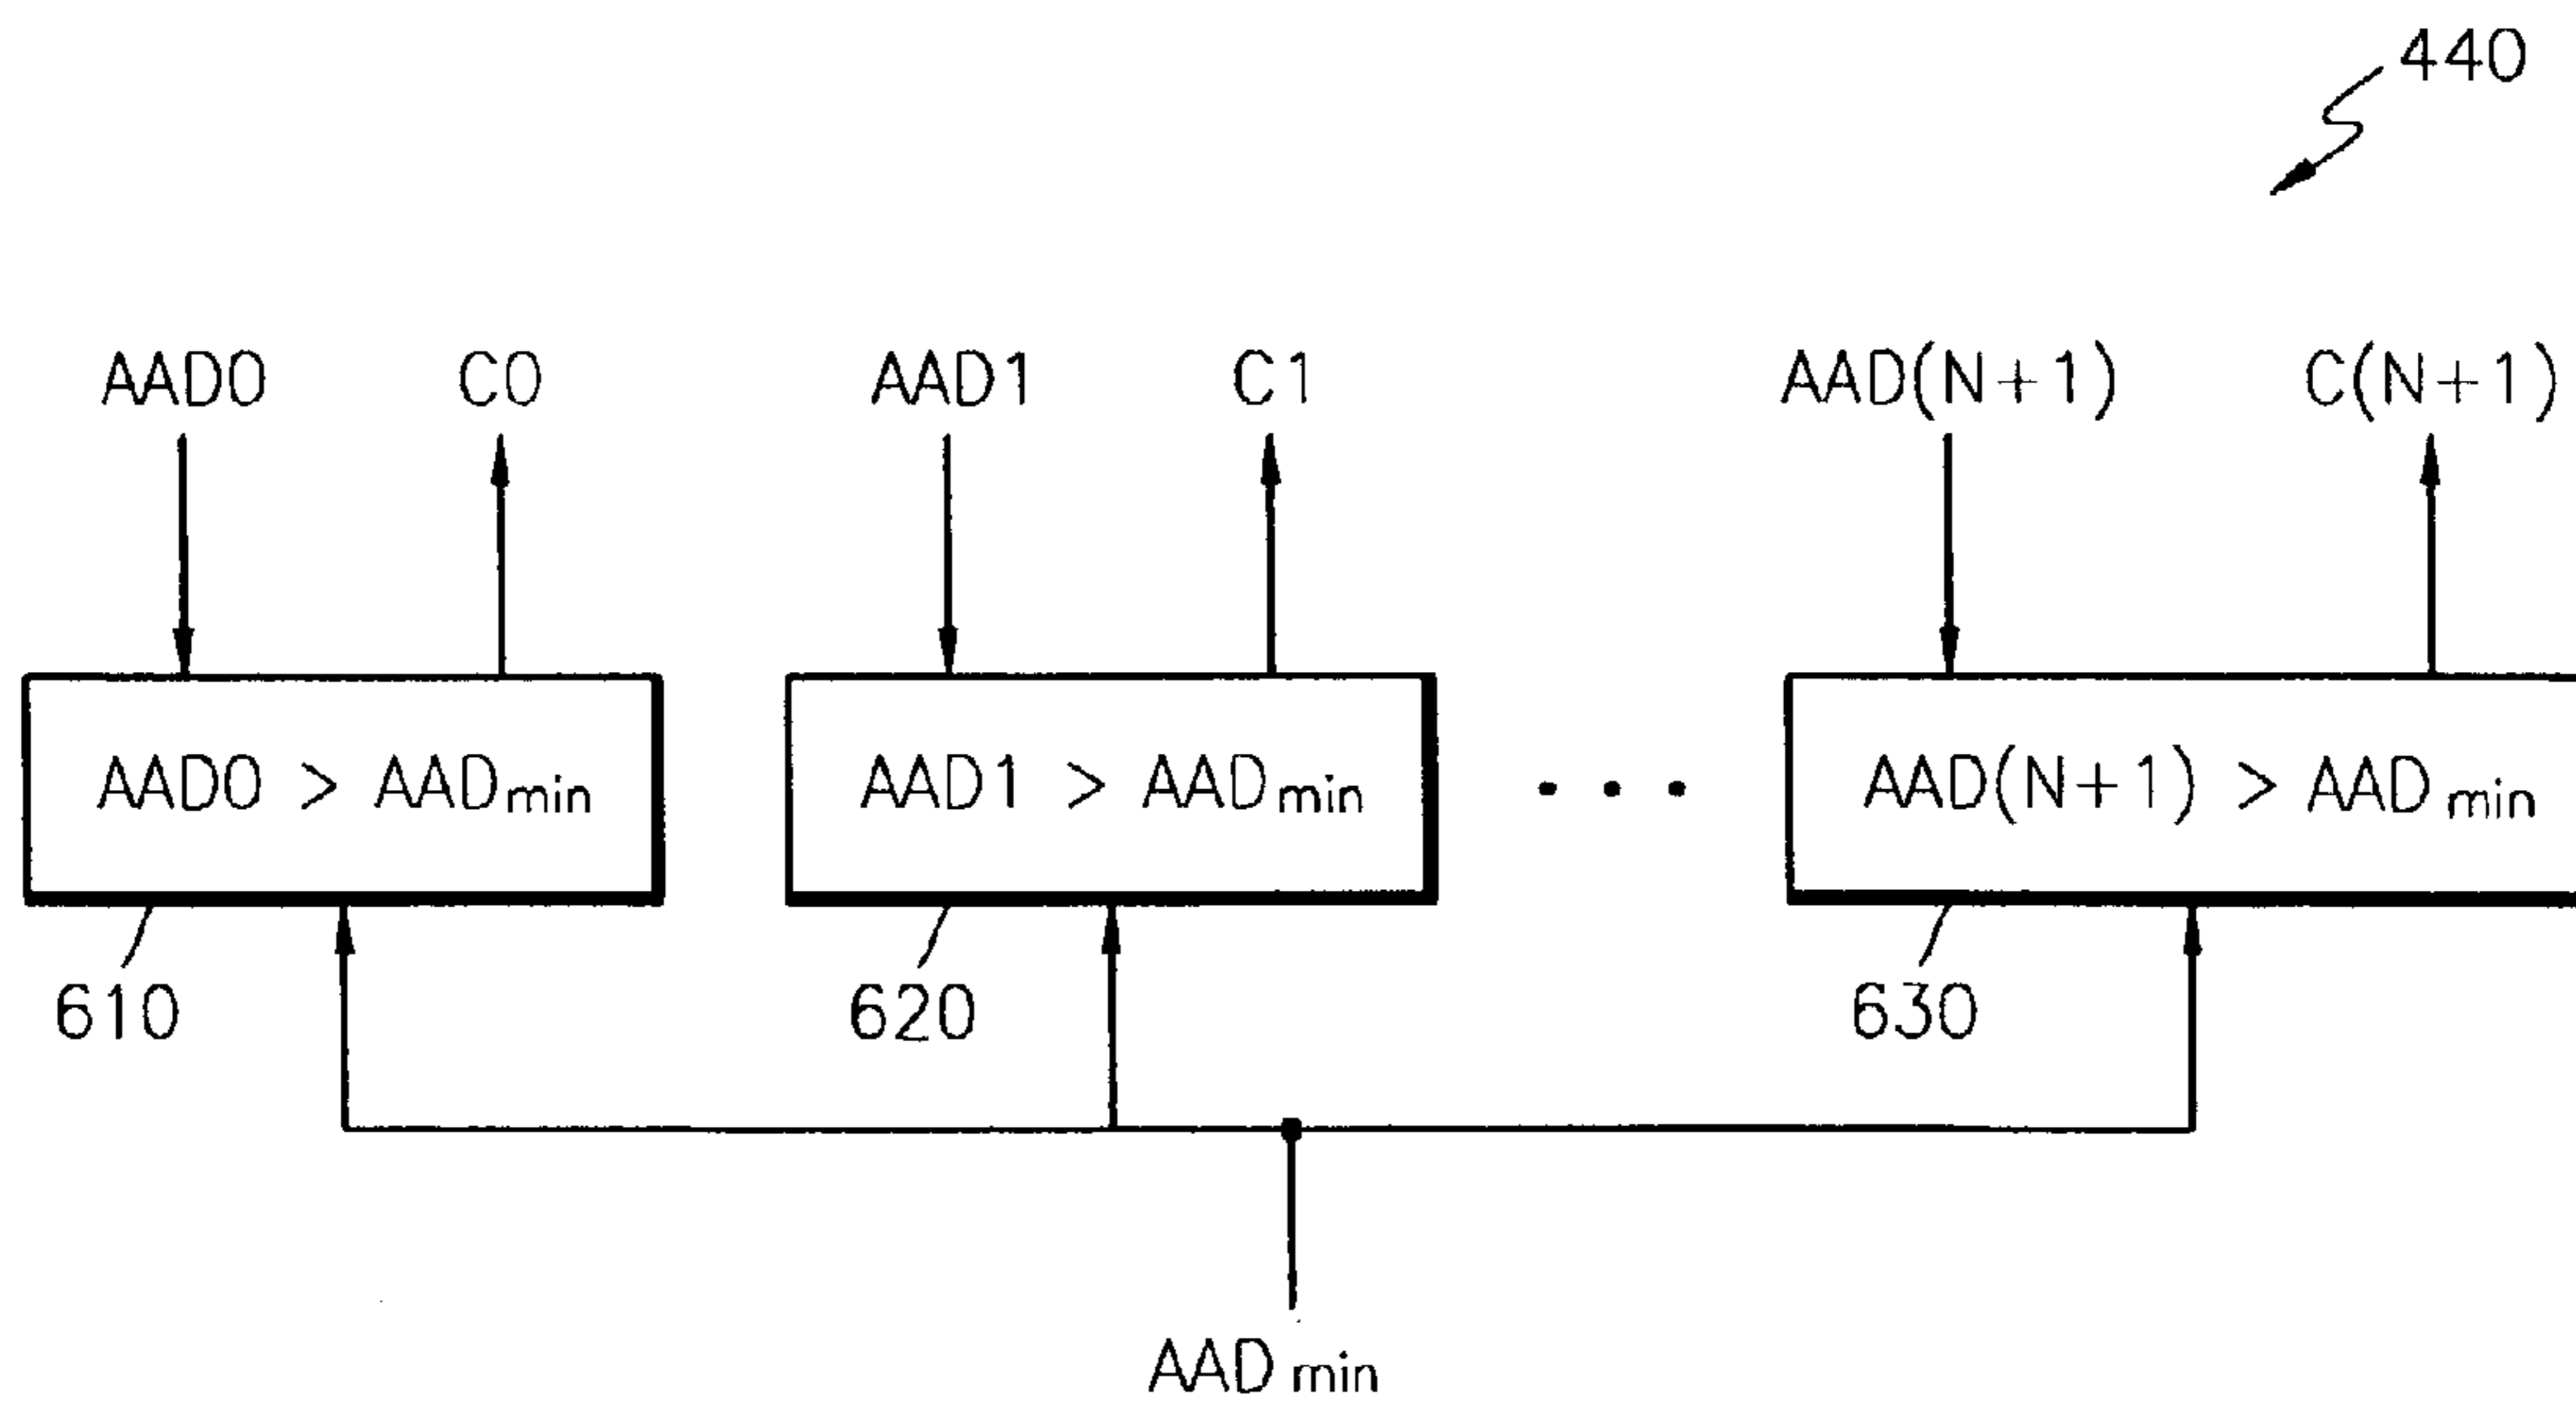 440
AAD0 C0 AAD1 C1 AAD(N+1) C(N+1)
AAD0 > AADmin AAD1 > AADmin AAD(N+1) > AADmin
610 620 630
AADmin